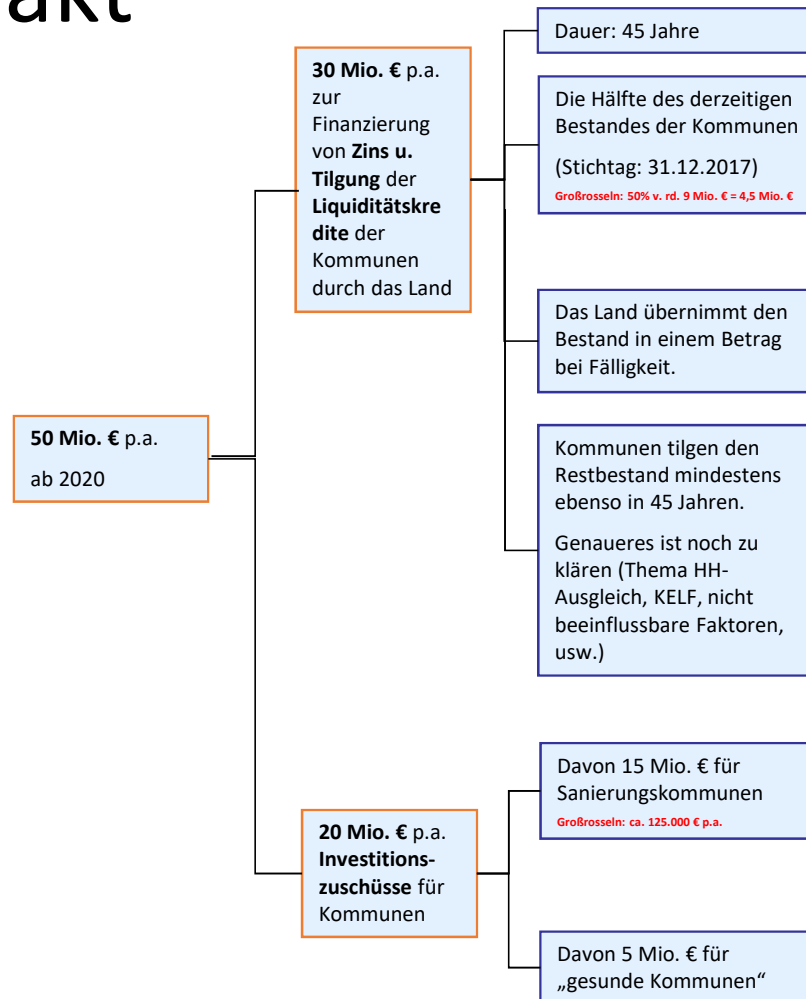 akt
30 Mio. € p.a.
zur
Finanzierung
von Zins u.
Tilgung der
Liquiditätskre
dite der
Kommunen
durch das Land
Dauer: 45 Jahre
Die Hälfte des derzeitigen
Bestandes der Kommunen
(Stichtag: 31.12.2017)
Großrosseln: 50% v. rd. 9 Mio. € = 4,5 Mio. €
Das Land übernimmt den
Bestand in einem Betrag
bei Fälligkeit.
50 Mio. € p.a.
ab 2020
Kommunen tilgen den
Restbestand mindestens
ebenso in 45 Jahren.
Genaueres ist noch zu
klären (Thema HH-
Ausgleich, KELF, nicht
beeinflussbare Faktoren,
usw.)
20 Mio. € p.a.
Investitions-
zuschüsse für
Kommunen
Davon 15 Mio. € für
Sanierungskommunen
Großrosseln: ca. 125.000 € p.a.
Davon 5 Mio. € für
„gesunde Kommunen“